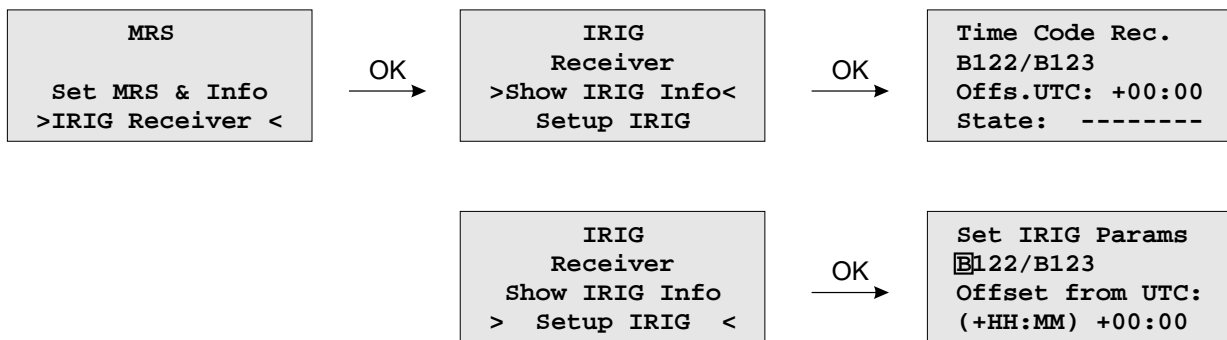 MRS
Set MRS & Info
>IRIG Receiver <
OK
IRIG
Receiver
>Show IRIG Info<
Setup IRIG
OK
Time Code Rec.
B122/B123
Offs.UTC: +00:00
State: --------
IRIG
Receiver
Show IRIG Info
> Setup IRIG <
OK
Set IRIG Params
B122/B123
Offset from UTC:
(+HH:MM) +00:00